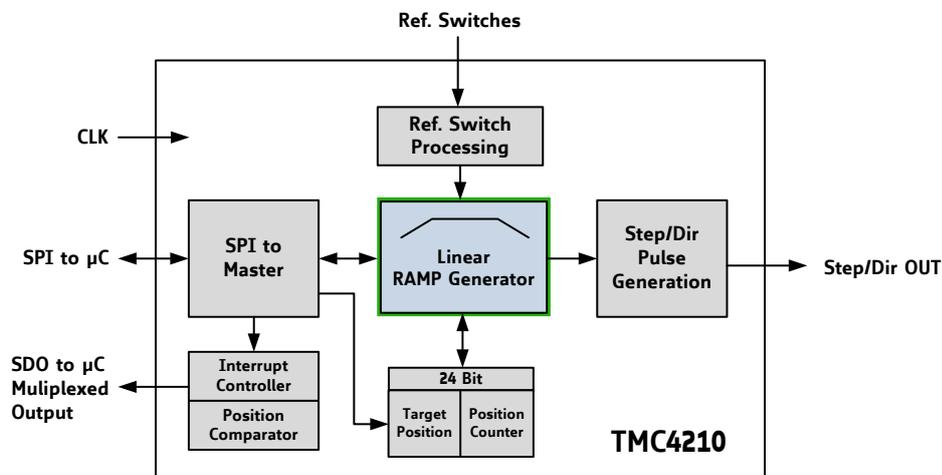 Ref. Switches
CLK
Ref. Switch
Processing
SPI to µC
SPI to
Master
Linear
RAMP Generator
Step/Dir
Pulse
Generation
Step/Dir OUT
SDO to µC
Muliplexed
Output
Interrupt
Controller
Position
Comparator
24 Bit
Target
Position
Position
Counter
TMC4210